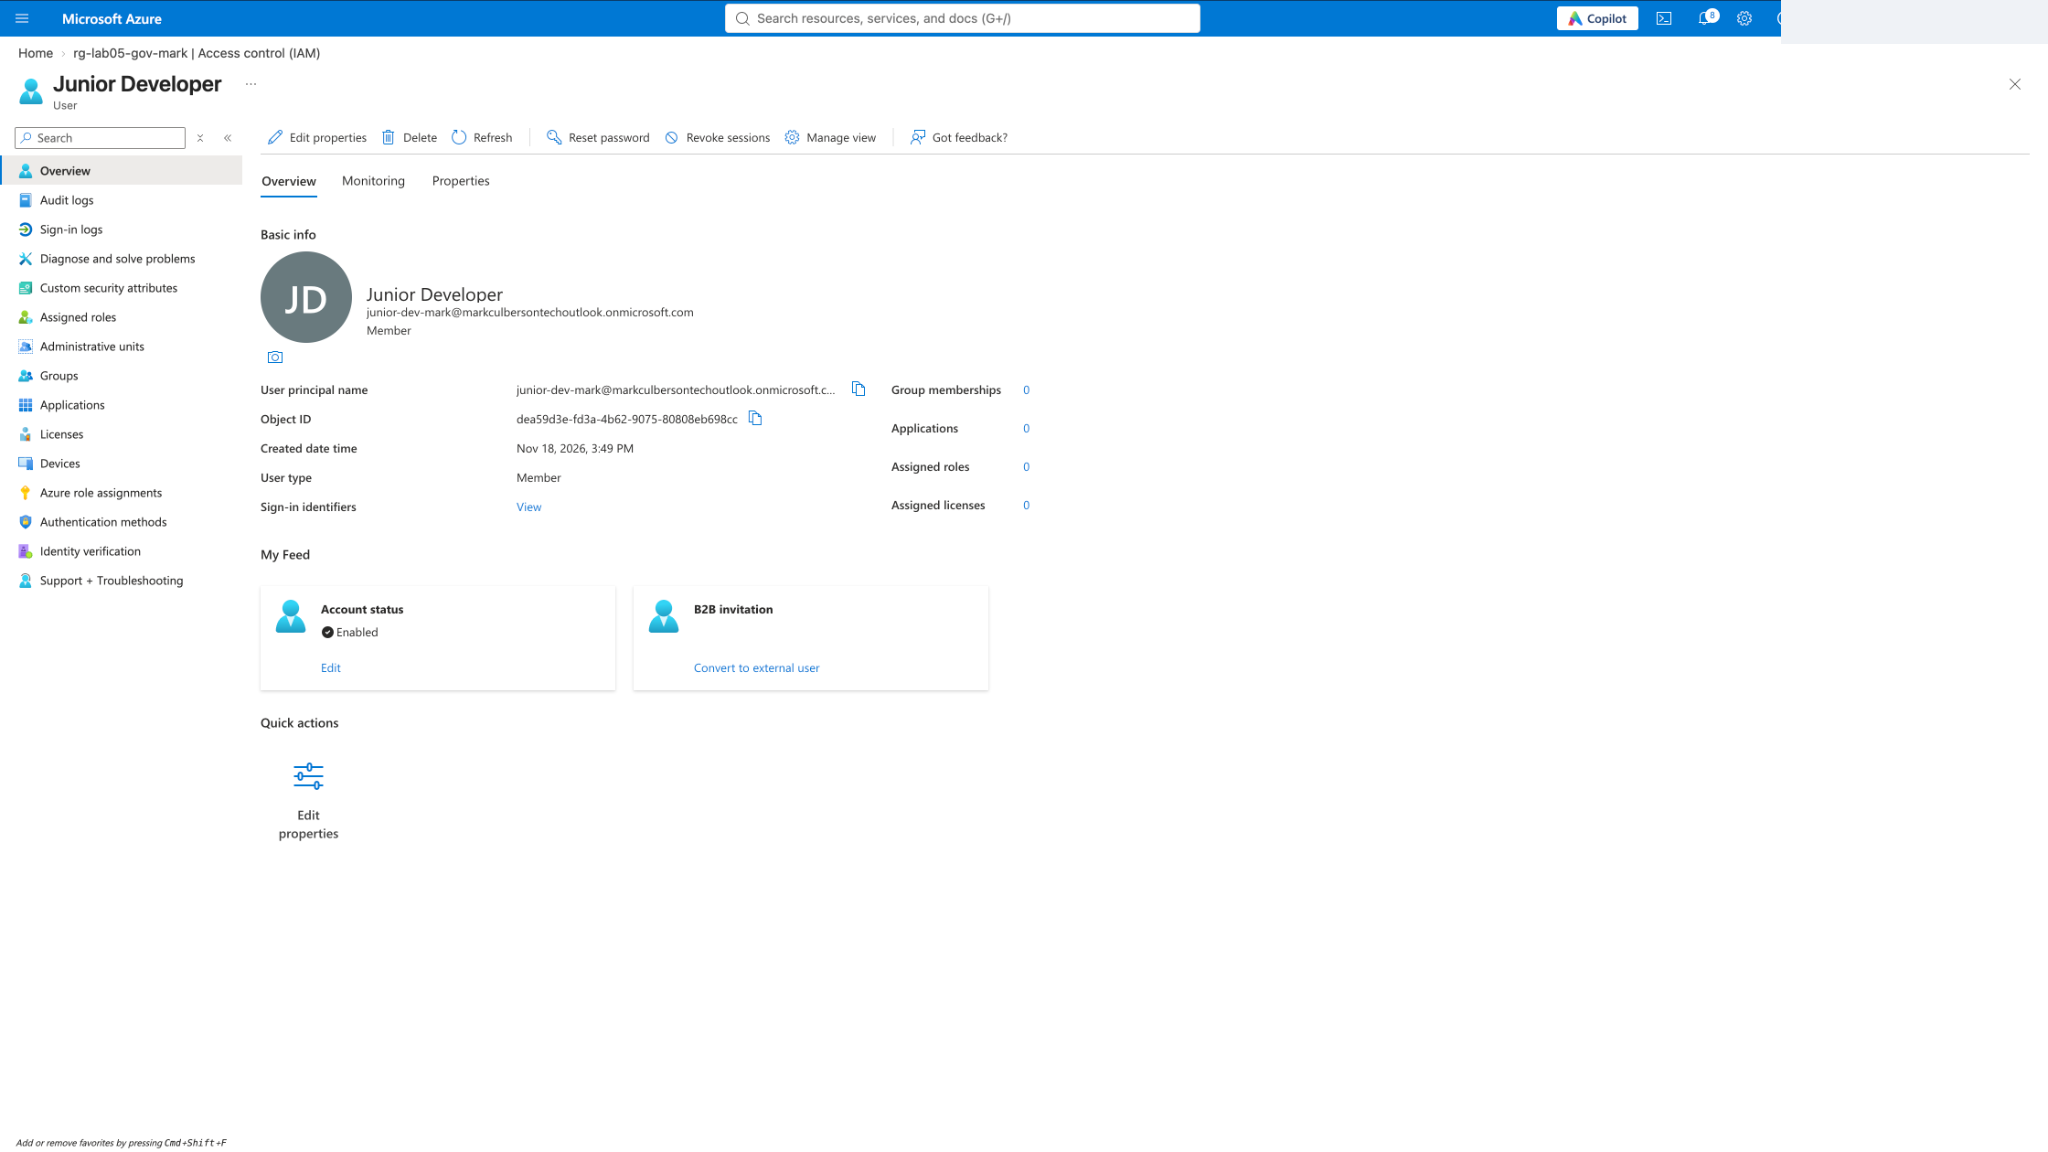 Microsoft Azure
Search resources, services, and docs (G+/)
Copilot
8
Home › rg-lab05-gov-mark | Access control (IAM)
Junior Developer ...
User
Search
Edit properties Delete Refresh Reset password Revoke sessions Manage view Got feedback?
Overview
Audit logs
Sign-in logs
Diagnose and solve problems
Custom security attributes
Assigned roles
Administrative units
Groups
Applications
Licenses
Devices
Azure role assignments
Authentication methods
Identity verification
Support + Troubleshooting
Overview Monitoring Properties
Basic info
JD
Junior Developer
junior-dev-mark@markculbersontechoutlook.onmicrosoft.com
Member
User principal name junior-dev-mark@markculbersontechoutlook.onmicrosoft.c...
Object ID dea59d3e-fd3a-4b62-9075-80808eb698cc
Created date time Nov 18, 2026, 3:49 PM
User type Member
Sign-in identifiers View
Group memberships 0
Applications 0
Assigned roles 0
Assigned licenses 0
My Feed
Account status
Enabled
Edit
B2B invitation
Convert to external user
Quick actions
Edit
properties
Add or remove favorites by pressing Cmd+Shift+F